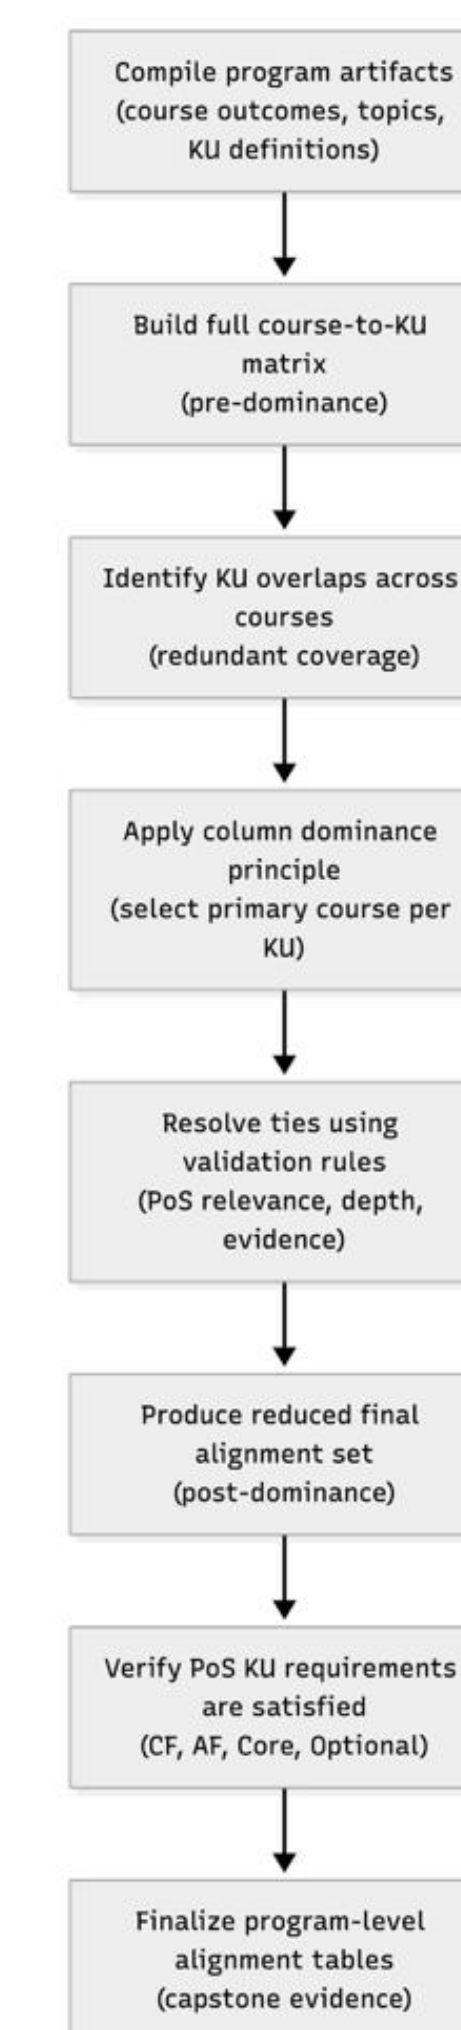 Compile program artifacts
(course outcomes, topics,
KU definitions)
Build full course-to-KU
matrix
(pre-dominance)
Identify KU overlaps across
courses
(redundant coverage)
Apply column dominance
principle
(select primary course per
KU)
Resolve ties using
validation rules
(PoS relevance, depth,
evidence)
Produce reduced final
alignment set
(post-dominance)
Verify PoS KU requirements
are satisfied
(CF, AF, Core, Optional)
Finalize program-level
alignment tables
(capstone evidence)